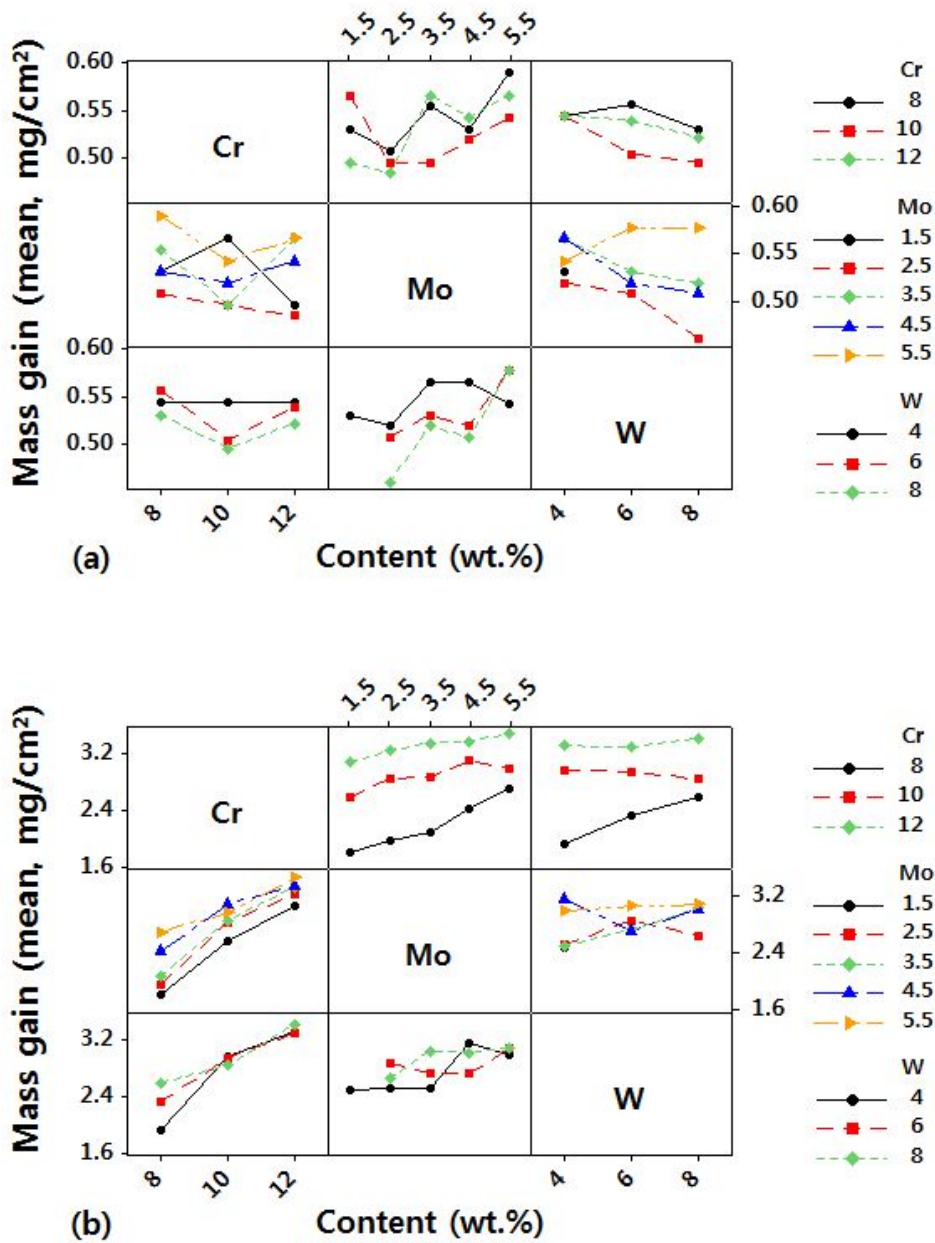 1.5 2.5 3.5 4.5 5.5
0.60
0.55
0.50
Cr
Cr
8
10
12
Mo
0.60
0.55
0.50
Mo
1.5
2.5
3.5
4.5
5.5
0.60
0.55
0.50
W
W
4
6
8
8 10 12 4 6 8
Mass gain (mean, mg/cm²)
(a) Content (wt.%)
1.5 2.5 3.5 4.5 5.5
3.2
2.4
1.6
Cr
Cr
8
10
12
Mo
3.2
2.4
1.6
Mo
1.5
2.5
3.5
4.5
5.5
3.2
2.4
1.6
W
W
4
6
8
8 10 12 4 6 8
Mass gain (mean, mg/cm²)
(b) Content (wt.%)